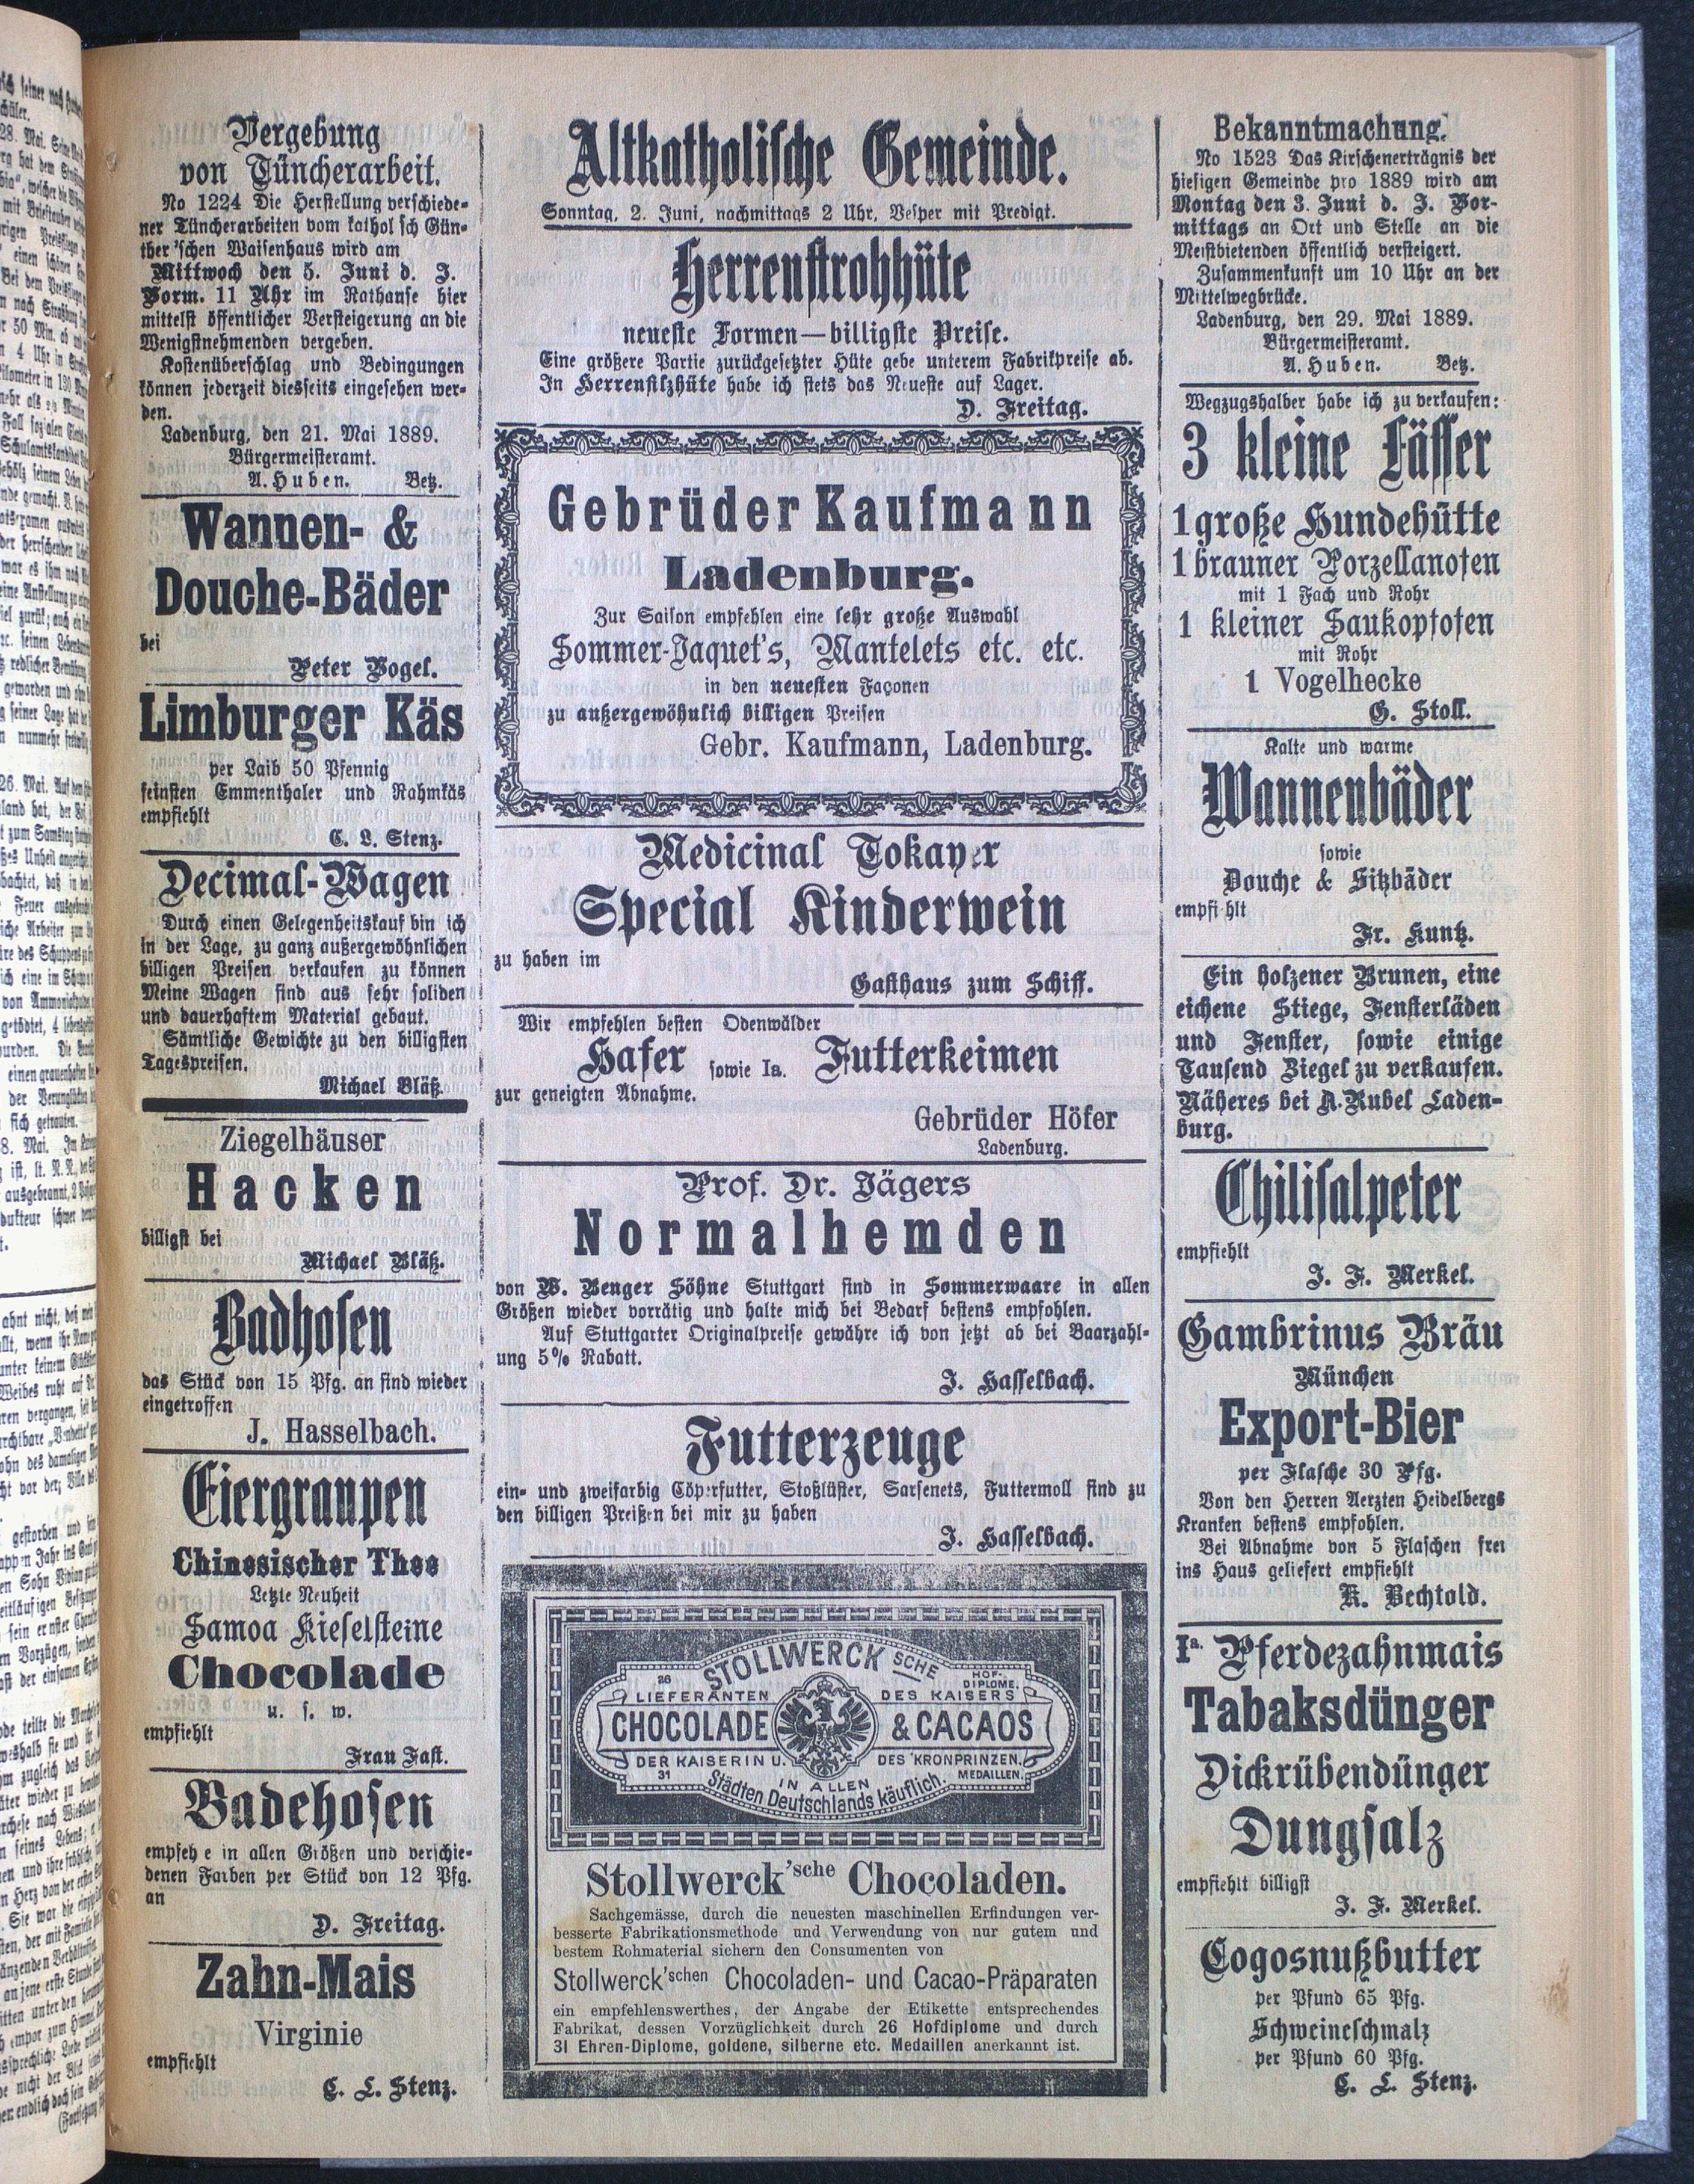 Vergebung
von Tüncherarbeit.
No 1224 Die Herstellung verschiede-
ner Tüncherarbeiten vom kathol sch Gün-
ther'schen Waisenhaus wird am
Mittwoch den 5. Juni d. J.
Vorm. 11 Uhr im Rathause hier
mittelst öffentlicher Versteigerung an die
Wenigstnehmenden vergeben.
Kostenüberschlag und Bedingungen
können jederzeit diesseits eingesehen wer-
den.
Ladenburg, den 21. Mai 1889.
Bürgermeisteramt.
A. Huben. Betz.
Wannen- &
Douche-Bäder
bei
Peter Vogel.
Limburger Käs
per Laib 50 Pfennig
feinsten Emmenthaler und Rahmkäs
empfiehlt
C. L. Stenz.
Decimal-Wagen
Durch einen Gelegenheitskauf bin ich
in der Lage, zu ganz außergewöhnlichen
billigen Preisen verkaufen zu können
Meine Wagen sind aus sehr soliden
und dauerhaftem Material gebaut.
Sämtliche Gewichte zu den billigsten
Tagespreisen.
Michael Bläß.
Ziegelhäuser
Hacken
billigst bei
Michael Bläß.
Badhosen
das Stück von 15 Pfg. an sind wieder
eingetroffen
J. Hasselbach.
Eiergraupen
Chinesischer Thee
Letzte Neuheit
Samoa Kieselsteine
Chocolade
u. s. w.
empfiehlt
Frau Fast.
Badehosen
empfeh e in allen Größen und verschie-
denen Farben per Stück von 12 Pfg.
an
D. Freitag.
Zahn-Mais
Virginie
empfiehlt
C. L. Stenz.
Altkatholische Gemeinde.
Sonntag, 2. Juni, nachmittags 2 Uhr, Vesper mit Predigt.
Herrenstrohhüte
neueste Formen—billigste Preise.
Eine größere Partie zurückgesetzter Hüte gebe unterem Fabrikpreise ab.
In Herrenfilzhüte habe ich stets das Neueste auf Lager.
D. Freitag.
Gebrüder Kaufmann
Ladenburg.
Zur Saison empfehlen eine sehr große Auswahl
Sommer-Jaquet's, Mantelets etc. etc.
in den neuesten Façonen
zu außergewöhnlich billigen Preisen
Gebr. Kaufmann, Ladenburg.
Medicinal Tokayer
Special Kinderwein
zu haben im
Gasthaus zum Schiff.
Wir empfehlen besten Odenwälder
Hafer sowie Ia. Futterkeimen
zur geneigten Abnahme.
Gebrüder Höfer
Ladenburg.
Prof. Dr. Jägers
Normalhemden
von W. Benger Söhne Stuttgart sind in Sommerwaare in allen
Größen wieder vorrätig und halte mich bei Bedarf bestens empfohlen.
Auf Stuttgarter Originalpreise gewähre ich von jetzt ab bei Baarzahl-
ung 5% Rabatt.
J. Hasselbach.
Futterzeuge
ein- und zweifarbig Cöperfutter, Stoßlüster, Sarsenets, Futtermoll sind zu
den billigen Preißen bei mir zu haben
J. Hasselbach.
STOLLWERCK'SCHE
26 HOF-DIPLOME.
LIEFERANTEN DES KAISERS
CHOCOLADE & CACAOS
DER KAISERIN U. DES KRONPRINZEN.
31 MEDAILLEN.
IN ALLEN
Städten Deutschlands käuflich.
Stollwerck'sche Chocoladen.
Sachgemässe, durch die neuesten maschinellen Erfindungen ver-
besserte Fabrikationsmethode und Verwendung von nur gutem und
bestem Rohmaterial sichern den Consumenten von
Stollwerck'schen Chocoladen- und Cacao-Präparaten
ein empfehlenswerthes, der Angabe der Etikette entsprechendes
Fabrikat, dessen Vorzüglichkeit durch 26 Hofdiplome und durch
31 Ehren-Diplome, goldene, silberne etc. Medaillen anerkannt ist.
Bekanntmachung.
No 1523 Das Kirschenerträgnis der
hiesigen Gemeinde pro 1889 wird am
Montag den 3. Juni d. J. Vor-
mittags an Ort und Stelle an die
Meistbietenden öffentlich versteigert.
Zusammenkunft um 10 Uhr an der
Mittelwegbrücke.
Ladenburg, den 29. Mai 1889.
Bürgermeisteramt.
A. Huben. Betz.
Wegzugshalber habe ich zu verkaufen:
3 kleine Fässer
1 große Hundehütte
1 brauner Porzellanofen
mit 1 Fach und Rohr
1 kleiner Saukopfofen
mit Rohr
1 Vogelhecke
G. Stoll.
Kalte und warme
Wannenbäder
sowie
Douche & Sitzbäder
empfi hlt
Fr. Kuntz.
Ein holzener Brunen, eine
eichene Stiege, Fensterläden
und Fenster, sowie einige
Tausend Ziegel zu verkaufen.
Näheres bei A. Rubel Laden-
burg.
Chilisalpeter
empfiehlt
J. F. Merkel.
Gambrinus Bräu
München
Export-Bier
per Flasche 30 Pfg.
Von den Herren Aerzten Heidelbergs
Kranken bestens empfohlen.
Bei Abnahme von 5 Flaschen frei
ins Haus geliefert empfiehlt
K. Bechtold.
Ia. Pferdezahnmais
Tabaksdünger
Dickrübendünger
Dungsalz
empfiehlt billigst
J. F. Merkel.
Cogosnußbutter
per Pfund 65 Pfg.
Schweineschmalz
per Pfund 60 Pfg.
C. L. Stenz.